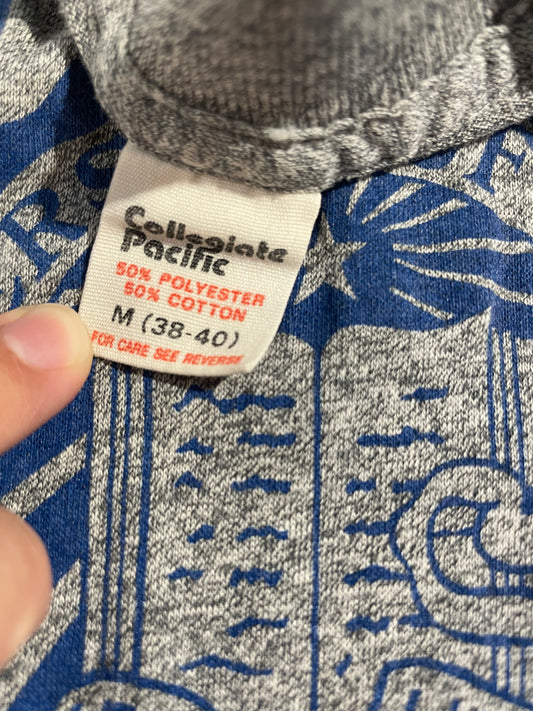 Collegiate
Pacific
50% POLYESTER
50% COTTON
M (38-40)
FOR CARE SEE REVERSE